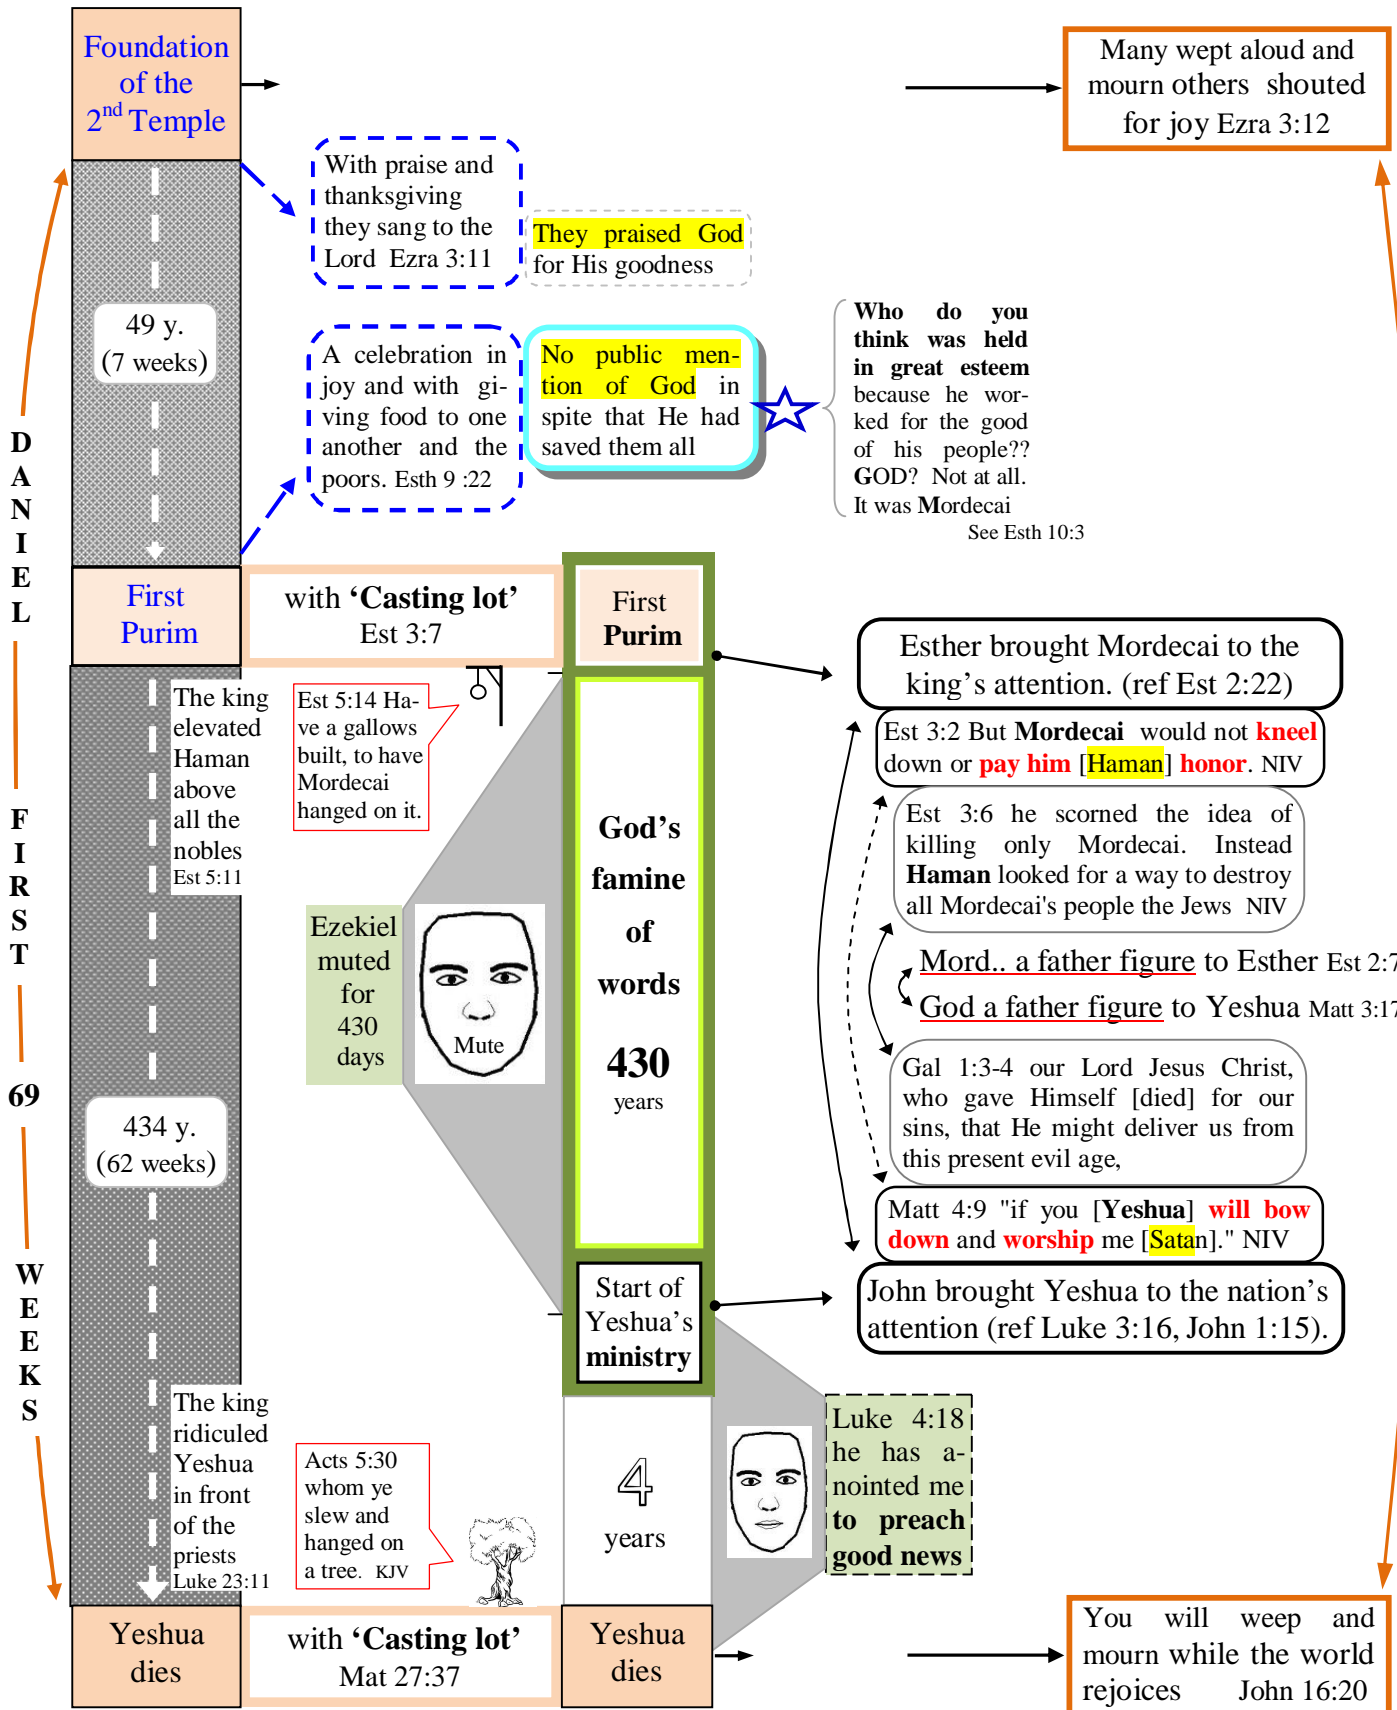 Foundation
of the
2nd Temple
Many wept aloud and
mourn others shouted
for joy Ezra 3:12
With praise and
thanksgiving
they sang to the
Lord Ezra 3:11
They praised God
for His goodness
49 y.
(7 weeks)
A celebration in
joy and with gi-
ving food to one
another and the
poors. Esth 9 :22
No public men-
tion of God in
spite that He had
saved them all
Who do you
think was held
in great esteem
because he wor-
ked for the good
of his people??
GOD? Not at all.
It was Mordecai
See Esth 10:3
DANIEL
FIRST
69
WEEKS
First
Purim
with ‘Casting lot’
Est 3:7
First
Purim
The king
elevated
Haman
above
all the
nobles
Est 5:11
Est 5:14 Ha-
ve a gallows
built, to have
Mordecai
hanged on it.
Ezekiel
muted
for
430
days
Mute
God’s
famine
of
words
430
years
Esther brought Mordecai to the
king’s attention. (ref Est 2:22)
Est 3:2 But Mordecai would not kneel
down or pay him [Haman] honor. NIV
Est 3:6 he scorned the idea of
killing only Mordecai. Instead
Haman looked for a way to destroy
all Mordecai's people the Jews NIV
Mord.. a father figure to Esther Est 2:7
God a father figure to Yeshua Matt 3:17
Gal 1:3-4 our Lord Jesus Christ,
who gave Himself [died] for our
sins, that He might deliver us from
this present evil age,
Matt 4:9 "if you [Yeshua] will bow
down and worship me [Satan]." NIV
John brought Yeshua to the nation’s
attention (ref Luke 3:16, John 1:15).
434 y.
(62 weeks)
Start of
Yeshua’s
ministry
The king
ridiculed
Yeshua
in front
of the
priests
Luke 23:11
Acts 5:30
whom ye
slew and
hanged on
a tree. KJV
4
years
Luke 4:18
he has a-
nointed me
to preach
good news
Yeshua
dies
with ‘Casting lot’
Mat 27:37
Yeshua
dies
You will weep and
mourn while the world
rejoices John 16:20